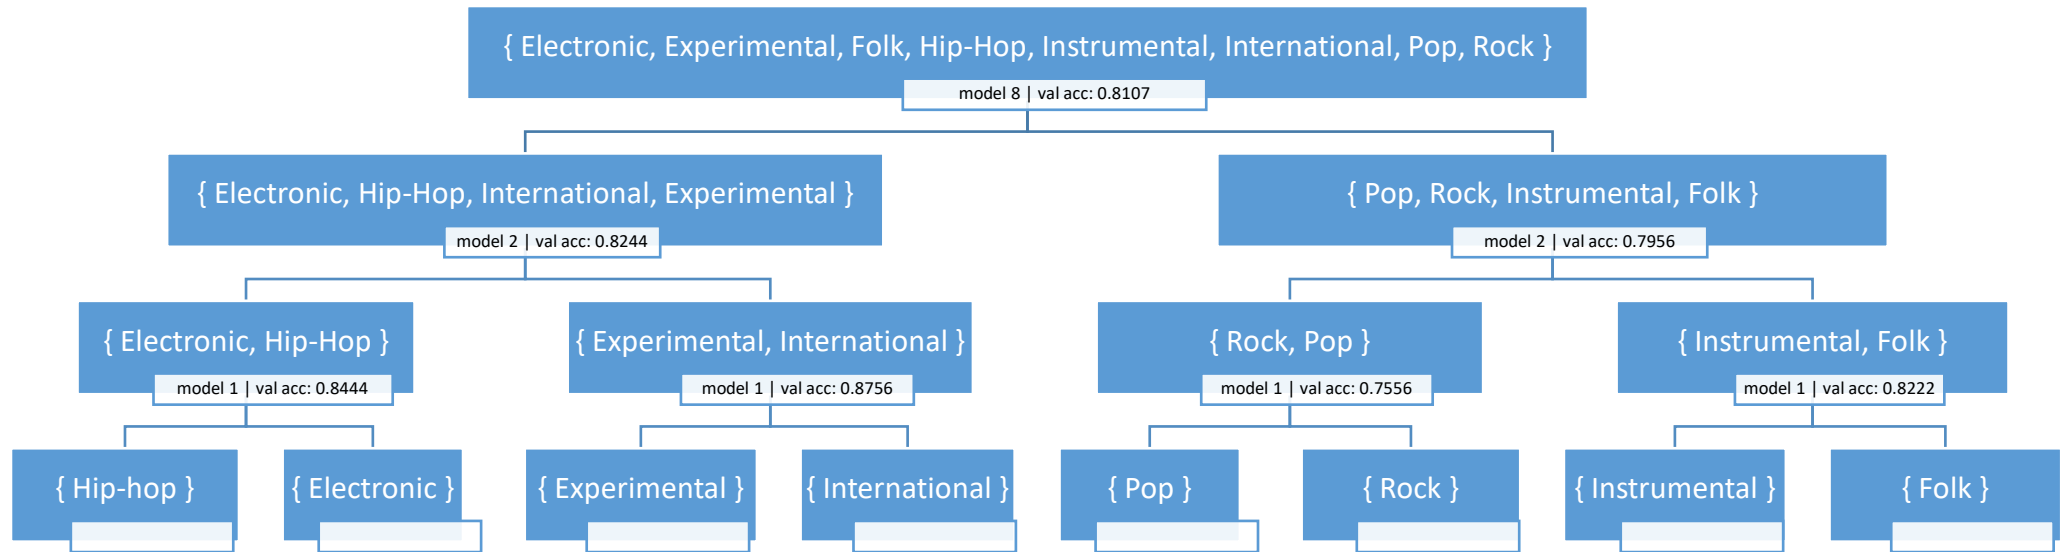 { Electronic, Experimental, Folk, Hip-Hop, Instrumental, International, Pop, Rock }
model 8 | val acc: 0.8107
{ Electronic, Hip-Hop, International, Experimental }
model 2 | val acc: 0.8244
{ Pop, Rock, Instrumental, Folk }
model 2 | val acc: 0.7956
{ Electronic, Hip-Hop }
model 1 | val acc: 0.8444
{ Experimental, International }
model 1 | val acc: 0.8756
{ Rock, Pop }
model 1 | val acc: 0.7556
{ Instrumental, Folk }
model 1 | val acc: 0.8222
{ Hip-hop }
{ Electronic }
{ Experimental }
{ International }
{ Pop }
{ Rock }
{ Instrumental }
{ Folk }